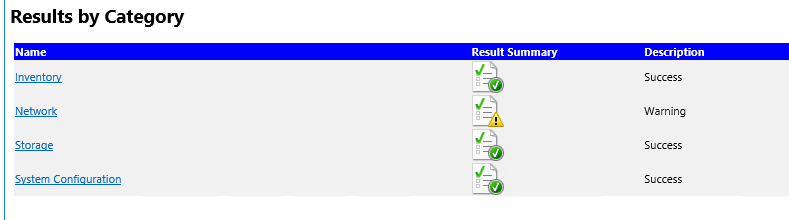 Results by Category
Name Result Summary Description
Inventory Success
Network Warning
Storage Success
System Configuration Success